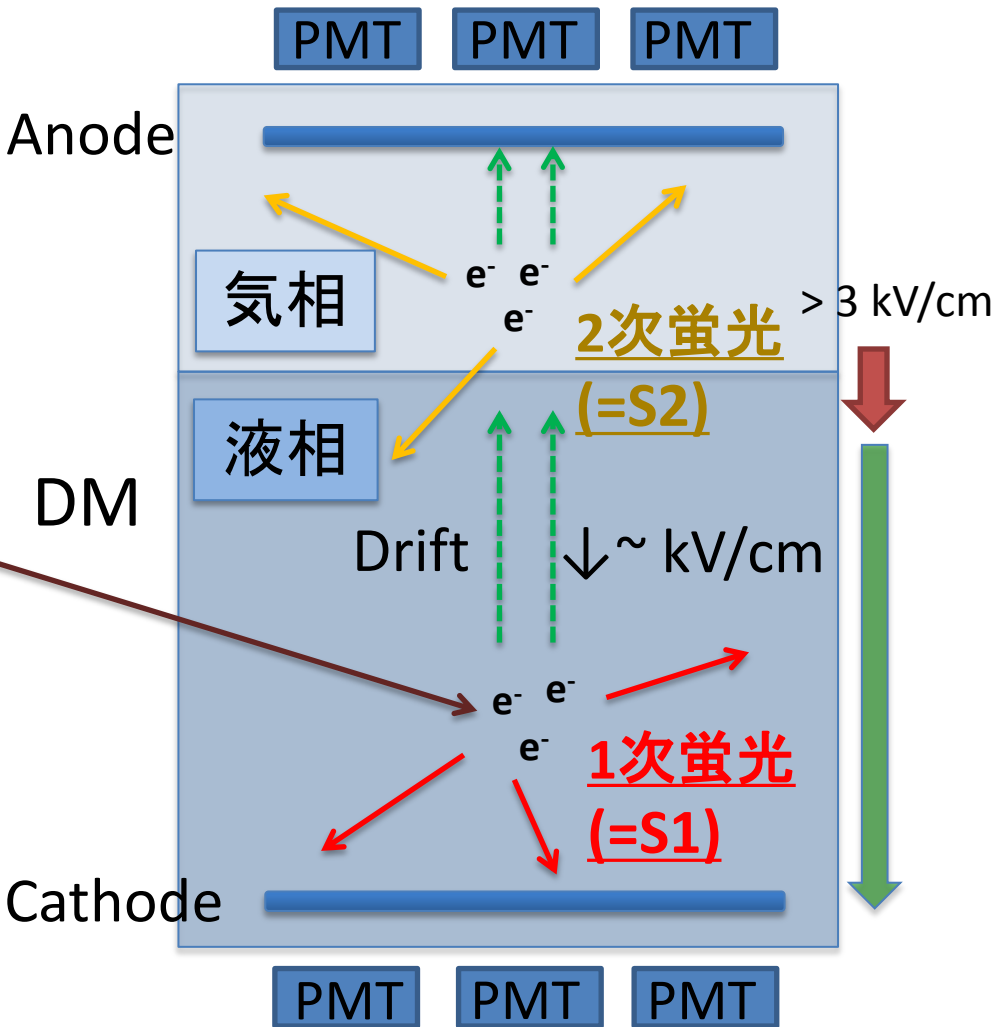 PMT PMT PMT
Anode
e⁻ e⁻
e⁻
気相
> 3 kV/cm
2次蛍光
(=S2)
液相
DM
Drift ↓~ kV/cm
e⁻ e⁻
e⁻
1次蛍光
(=S1)
Cathode
PMT PMT PMT